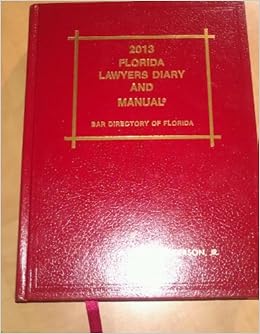 2013
FLORIDA
LAWYERS DIARY
AND
MANUAL®
BAR DIRECTORY OF FLORIDA